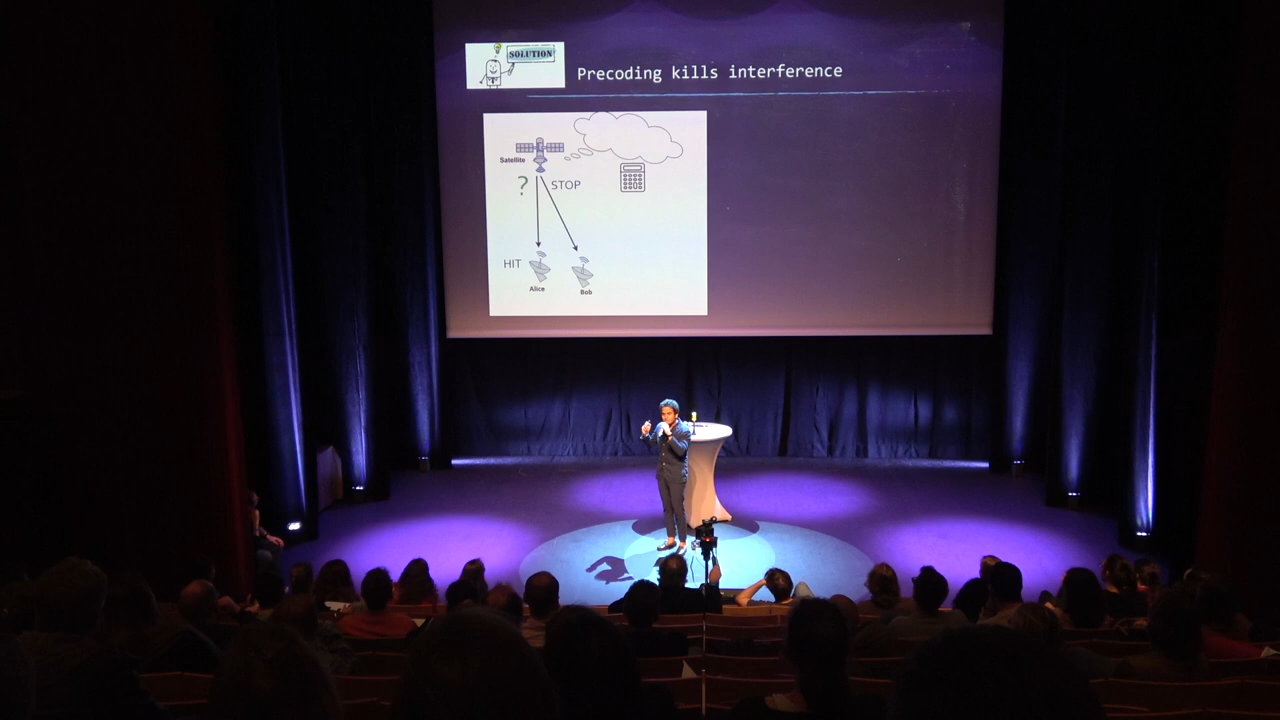 SOLUTION
Precoding kills interference
Satellite
?
STOP
HIT
Alice
Bob